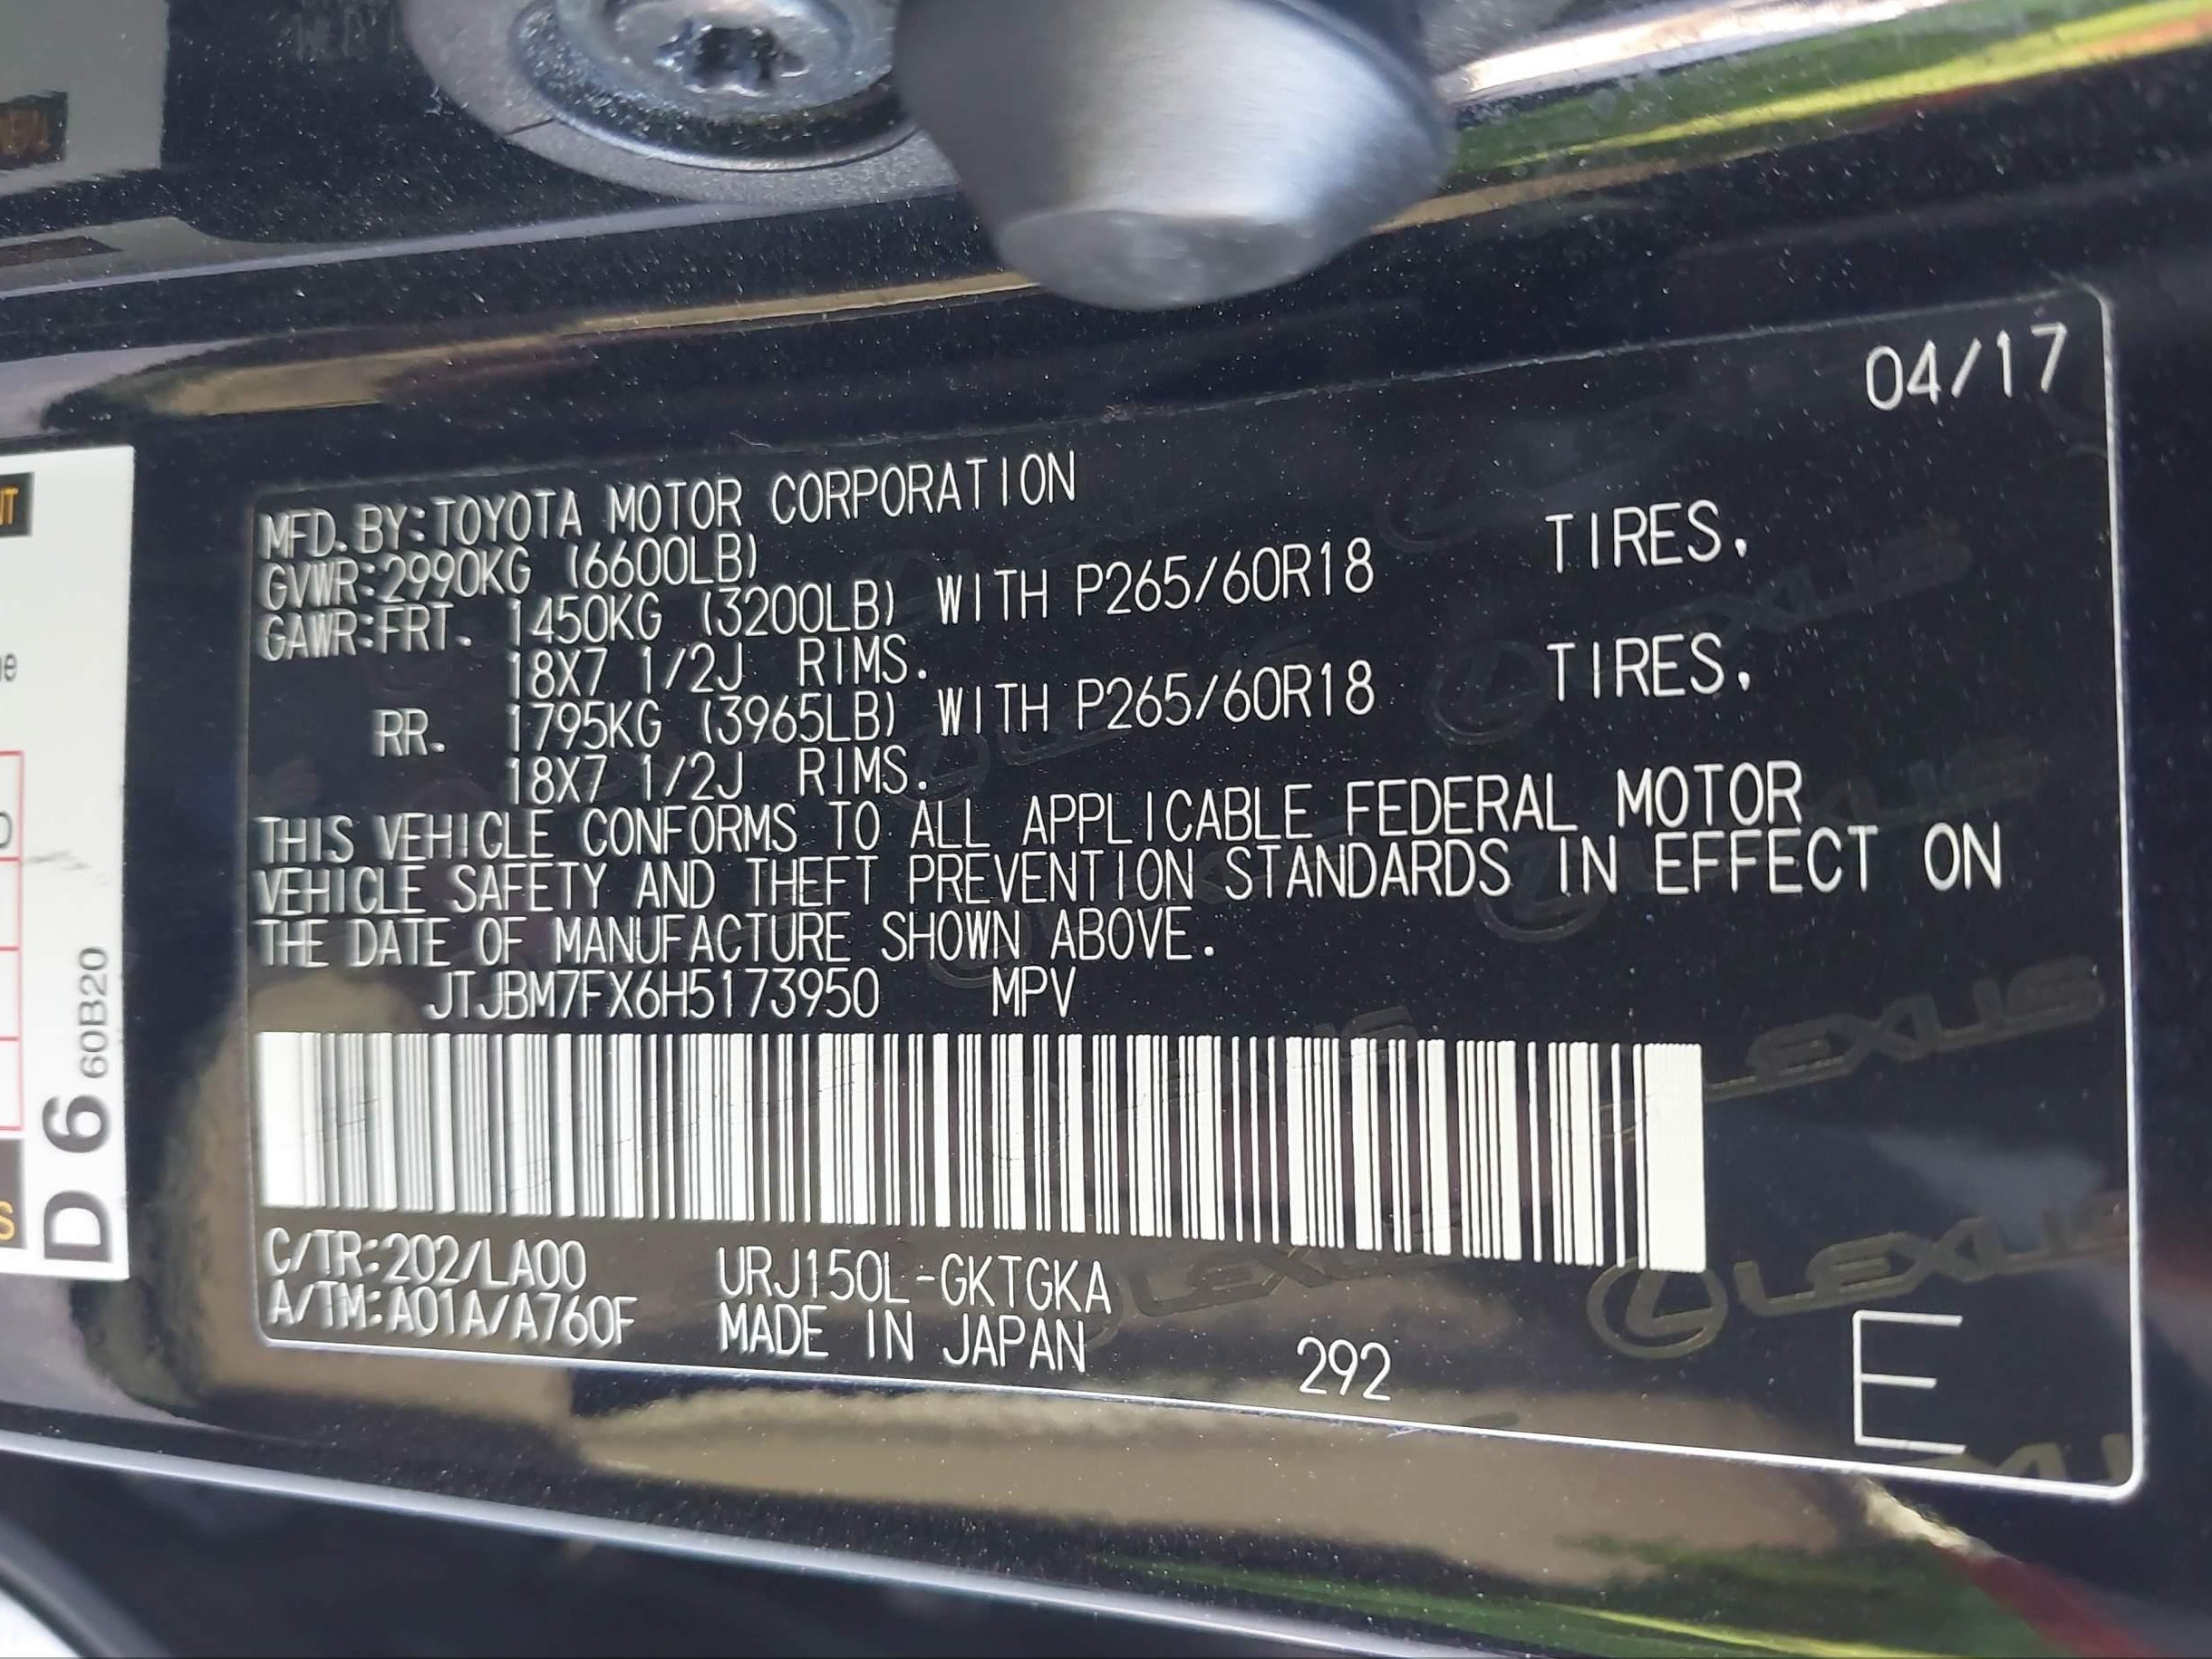 04/17
MFD.BY:TOYOTA MOTOR CORPORATION
GVWR:2990KG (6600LB)
GAWR:FRT. 1450KG (3200LB) WITH P265/60R18 TIRES.
18X7 1/2J RIMS.
RR. 1795KG (3965LB) WITH P265/60R18 TIRES.
18X7 1/2J RIMS.
THIS VEHICLE CONFORMS TO ALL APPLICABLE FEDERAL MOTOR
VEHICLE SAFETY AND THEFT PREVENTION STANDARDS IN EFFECT ON
THE DATE OF MANUFACTURE SHOWN ABOVE.
JTJBM7FX6H5173950 MPV
C/TR:202/LA00 URJ150L-GKTGKA
A/TM:A01A/A760F MADE IN JAPAN
292
E
D6 60B20
LEXUS